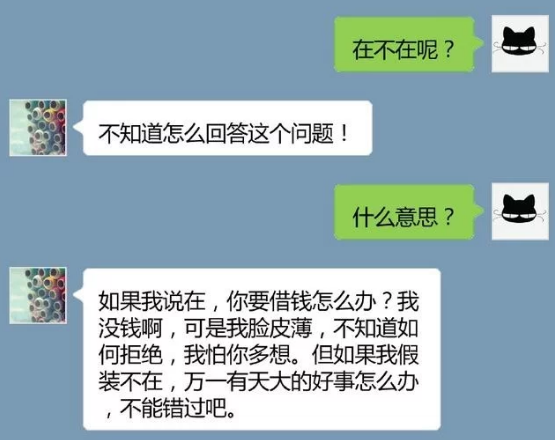 在不在呢？
不知道怎么回答这个问题！
什么意思？
如果我说在，你要借钱怎么办？我
没钱啊，可是我脸皮薄，不知道如
何拒绝，我怕你多想。但如果我假
装不在，万一有天大的好事怎么办
，不能错过吧。